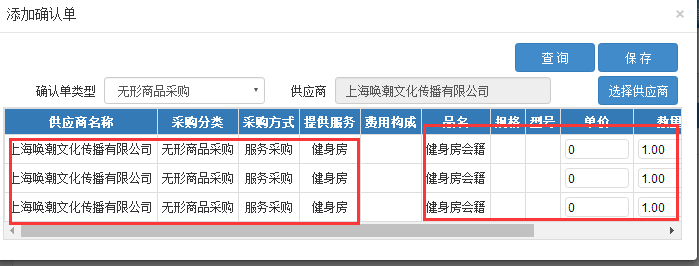 添加确认单 ×
查 询 保 存
确认单类型 无形商品采购 供应商 上海唤潮文化传播有限公司 选择供应商
供应商名称 采购分类 采购方式 提供服务 费用构成 品名 规格 型号 单价 数量
上海唤潮文化传播有限公司 无形商品采购 服务采购 健身房 健身房会籍 0 1.00
上海唤潮文化传播有限公司 无形商品采购 服务采购 健身房 健身房会籍 0 1.00
上海唤潮文化传播有限公司 无形商品采购 服务采购 健身房 健身房会籍 0 1.00